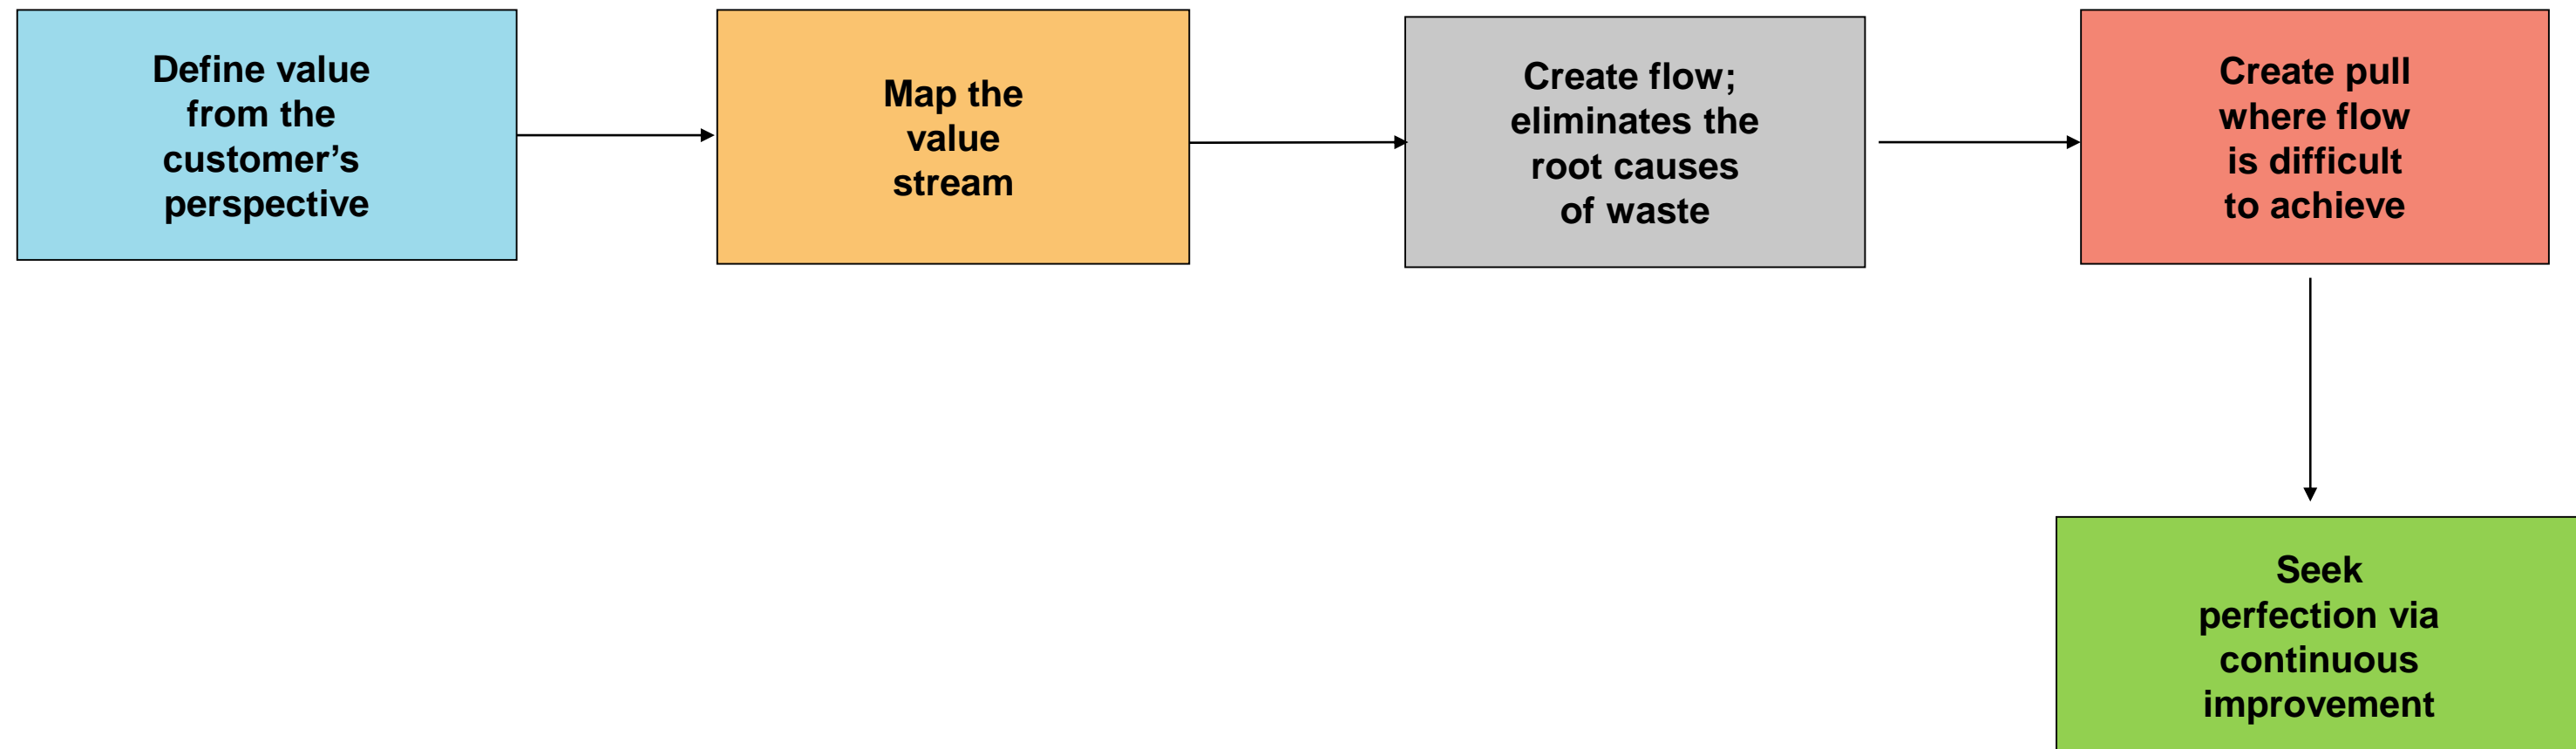 Define value
from the
customer’s
perspective
Map the
value
stream
Create flow;
eliminates the
root causes
of waste
Create pull
where flow
is difficult
to achieve
Seek
perfection via
continuous
improvement